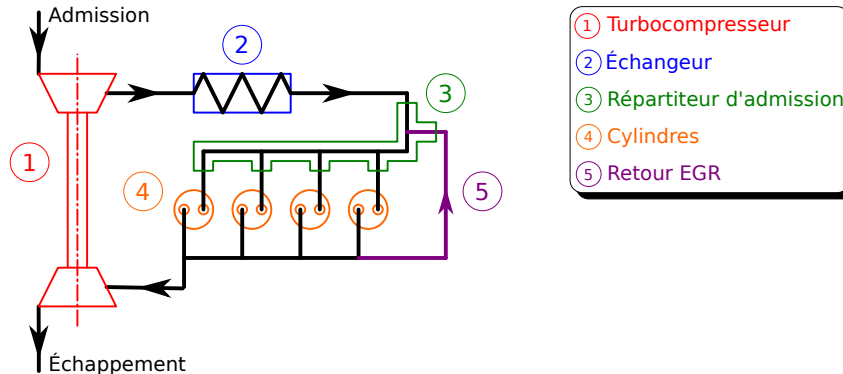 Admission
1
2
3
4
5
Échappement
1 Turbocompresseur
2 Échangeur
3 Répartiteur d'admission
4 Cylindres
5 Retour EGR